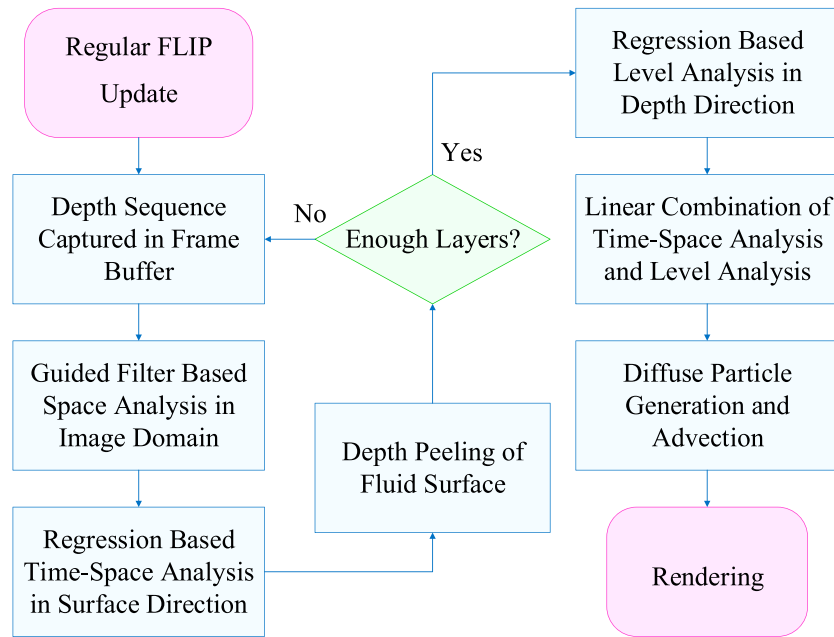 Regular FLIP
Update
Depth Sequence
Captured in Frame
Buffer
Guided Filter Based
Space Analysis in
Image Domain
Regression Based
Time-Space Analysis
in Surface Direction
Depth Peeling of
Fluid Surface
Enough Layers?
No
Yes
Regression Based
Level Analysis in
Depth Direction
Linear Combination of
Time-Space Analysis
and Level Analysis
Diffuse Particle
Generation and
Advection
Rendering